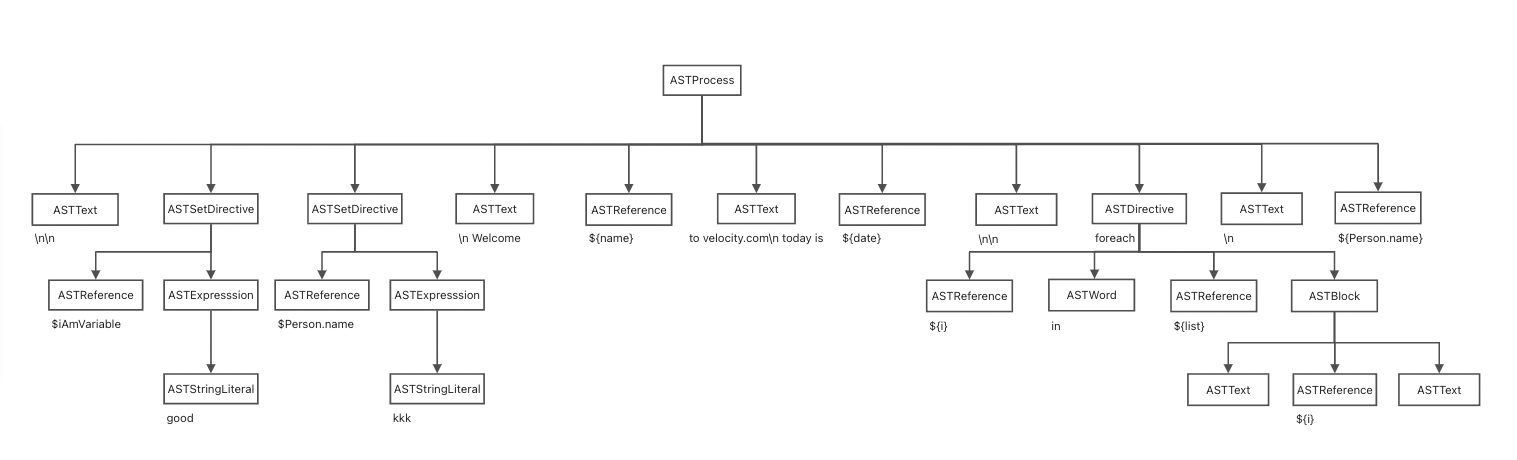 ASTProcess
ASTText
ASTSetDirective
ASTSetDirective
ASTText
ASTReference
ASTText
ASTReference
ASTText
ASTDirective
ASTText
ASTReference
\n\n
\n Welcome
${name}
to velocity.com\n today is
${date}
\n\n
foreach
\n
${Person.name}
ASTReference
ASTExpresssion
ASTReference
ASTExpresssion
ASTReference
ASTWord
ASTReference
ASTBlock
$iAmVariable
$Person.name
${i}
in
${list}
ASTStringLiteral
ASTStringLiteral
ASTText
ASTReference
ASTText
good
kkk
${i}